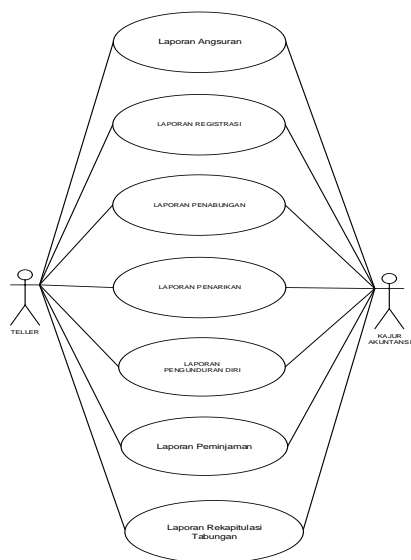 Laporan Angsuran
LAPORAN REGISTRASI
LAPORAN PENABUNGAN
LAPORAN PENARIKAN
TELLER
KAJUR
AKUNTANSI
LAPORAN
PENGUNDURAN DIRI
Laporan Peminjaman
Laporan Rekapitulasi
Tabungan